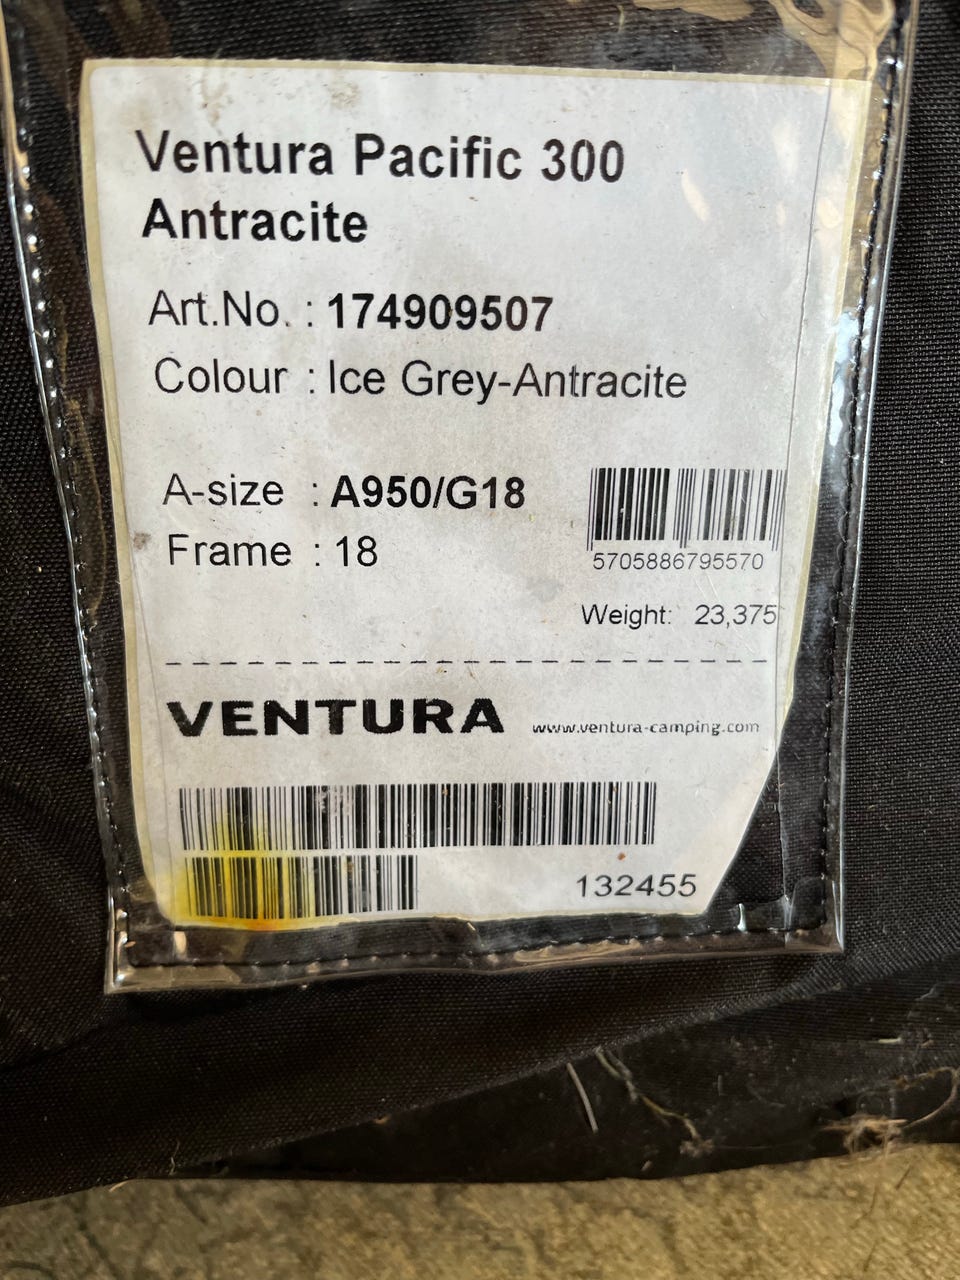 Ventura Pacific 300
Antracite
Art.No. : 174909507
Colour : Ice Grey-Antracite
A-size : A950/G18
Frame : 18
5705886795570
Weight: 23,375
VENTURA www.ventura-camping.com
132455